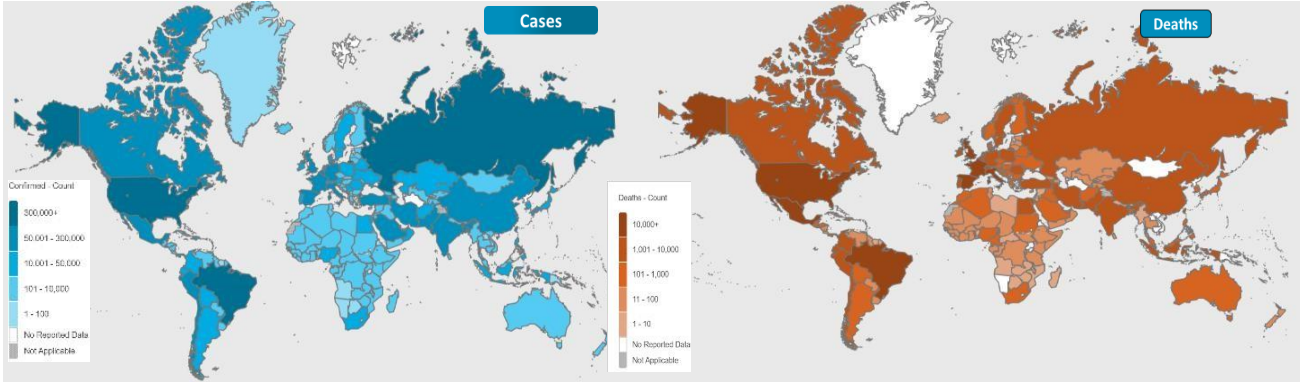 Cases
Confirmed - Count
300,000+
50.001 - 300,000
10.001 - 50,000
101 - 10,000
1 - 100
No Reported Data
Not Applicable
Deaths
Deaths - Count
10,000+
1,001 - 10,000
101 - 1,000
11 - 100
1 - 10
No Reported Data
Not Applicable